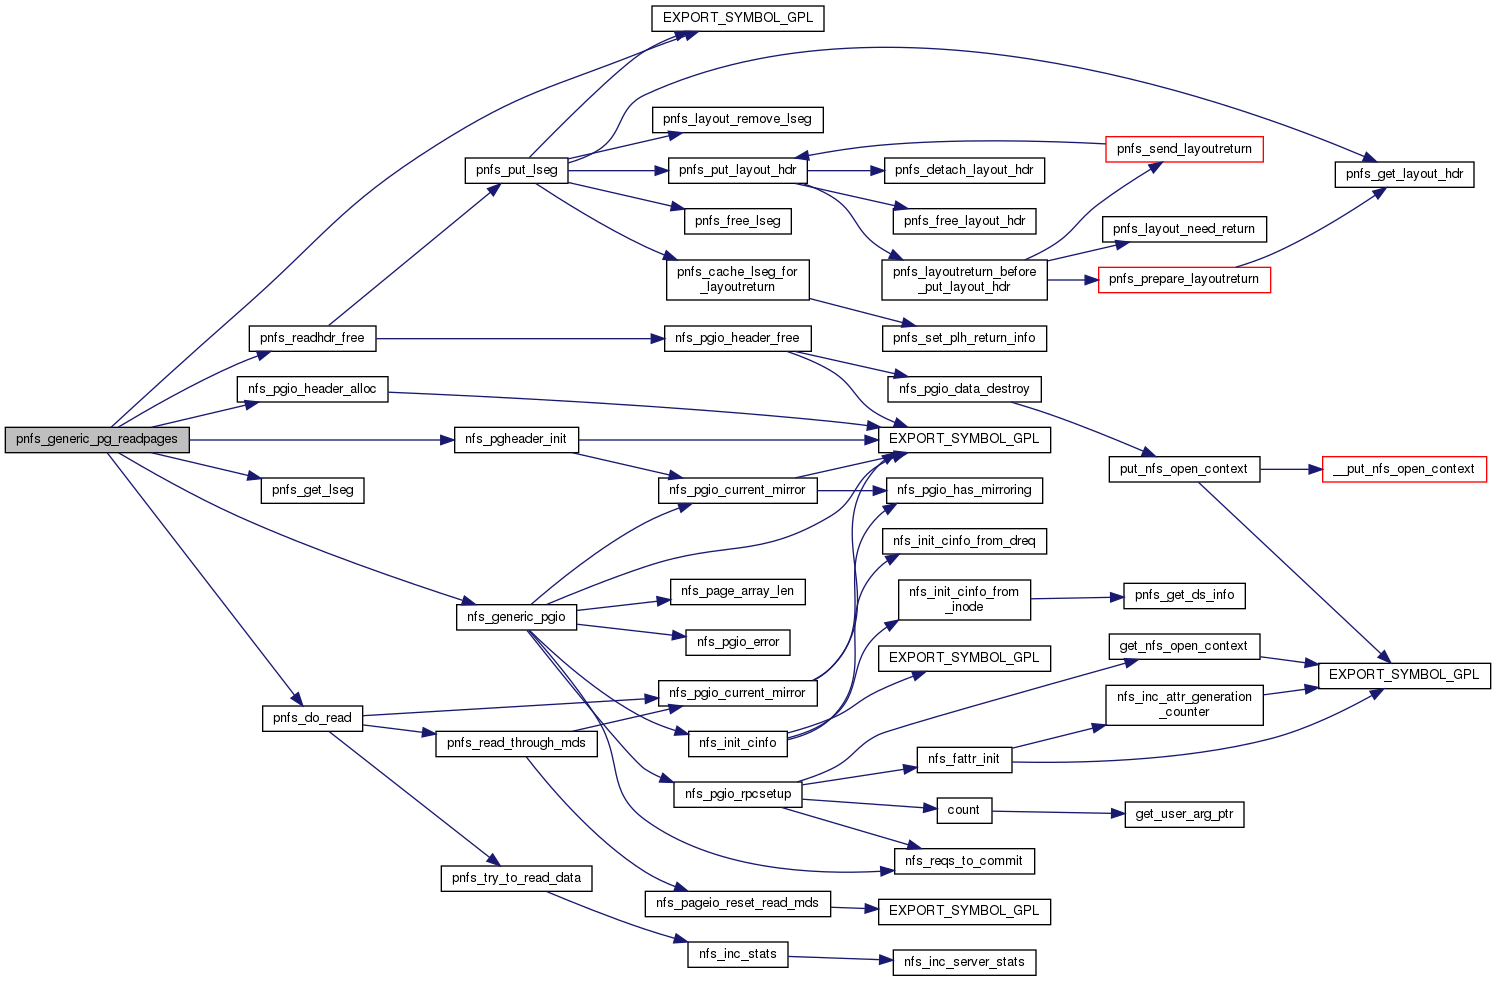 EXPORT_SYMBOL_GPL
pnfs_layout_remove_lseg
pnfs_send_layoutreturn
pnfs_put_lseg
pnfs_put_layout_hdr
pnfs_detach_layout_hdr
pnfs_get_layout_hdr
pnfs_free_lseg
pnfs_free_layout_hdr
pnfs_layout_need_return
pnfs_cache_lseg_for
_layoutreturn
pnfs_layoutreturn_before
_put_layout_hdr
pnfs_prepare_layoutreturn
pnfs_readhdr_free
nfs_pgio_header_free
pnfs_set_plh_return_info
nfs_pgio_header_alloc
nfs_pgio_data_destroy
pnfs_generic_pg_readpages
nfs_pgheader_init
EXPORT_SYMBOL_GPL
put_nfs_open_context
__put_nfs_open_context
pnfs_get_lseg
nfs_pgio_current_mirror
nfs_pgio_has_mirroring
nfs_init_cinfo_from_dreq
nfs_page_array_len
nfs_init_cinfo_from
_inode
pnfs_get_ds_info
nfs_generic_pgio
nfs_pgio_error
get_nfs_open_context
EXPORT_SYMBOL_GPL
EXPORT_SYMBOL_GPL
nfs_pgio_current_mirror
nfs_inc_attr_generation
_counter
pnfs_do_read
pnfs_read_through_mds
nfs_init_cinfo
nfs_fattr_init
nfs_pgio_rpcsetup
count
get_user_arg_ptr
nfs_reqs_to_commit
pnfs_try_to_read_data
nfs_pageio_reset_read_mds
EXPORT_SYMBOL_GPL
nfs_inc_stats
nfs_inc_server_stats